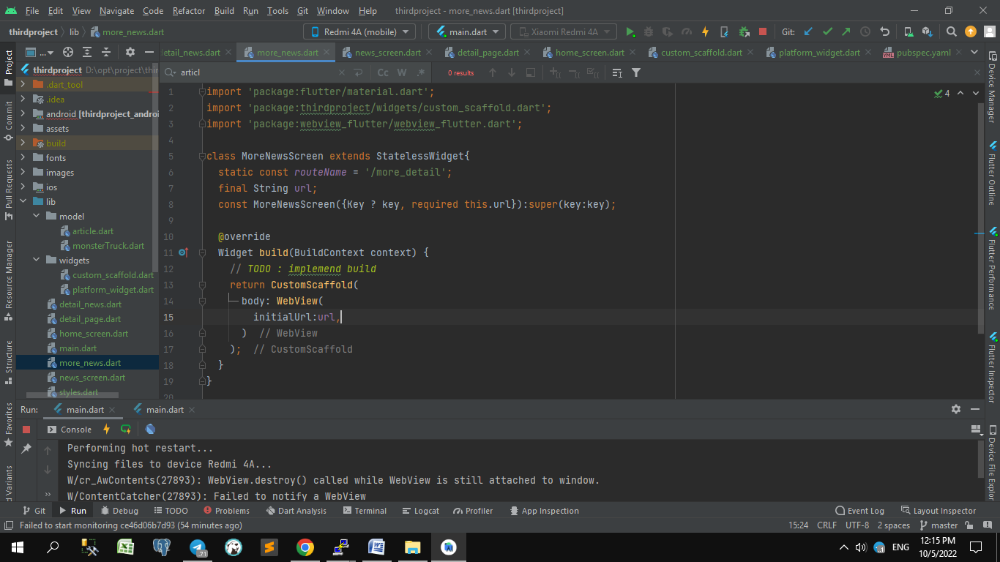 File Edit View Navigate Code Refactor Build Run Tools Git Window Help thirdproject - more_news.dart [thirdproject]
thirdproject lib more_news.dart Redmi 4A (mobile) main.dart Xiaomi Redmi 4A Git:
Project ... etail_news.dart more_news.dart news_screen.dart detail_page.dart home_screen.dart custom_scaffold.dart platform_widget.dart pubspec.yaml
thirdproject D:\opt\project\thir
articl Cc W .* 0 results
.dart_tool
.idea
android [thirdproject_androi
assets
build
fonts
images
ios
lib
model
article.dart
monsterTruck.dart
widgets
custom_scaffold.dart
platform_widget.dart
detail_news.dart
detail_page.dart
home_screen.dart
main.dart
more_news.dart
news_screen.dart
styles.dart
Commit
Pull Requests
Resource Manager
Structure
Favorites
d Variants
1 import 'package:flutter/material.dart'; 4
2 import 'package:thirdproject/widgets/custom_scaffold.dart';
3 import 'package:webview_flutter/webview_flutter.dart';
4
5 class MoreNewsScreen extends StatelessWidget{
6 static const routeName = '/more_detail';
7 final String url;
8 const MoreNewsScreen({Key ? key, required this.url}):super(key:key);
9
10 @override
11 Widget build(BuildContext context) {
12 // TODO : implemend build
13 return CustomScaffold(
14 body: WebView(
15 initialUrl:url,
16 ) // WebView
17 ); // CustomScaffold
18 }
19 }
20
Device Manager
Flutter Outline
Flutter Performance
Flutter Inspector
Device File Explor
Run: main.dart main.dart
Console
Performing hot restart...
Syncing files to device Redmi 4A...
W/cr_AwContents(27893): WebView.destroy() called while WebView is still attached to window.
W/ContentCatcher(27893): Failed to notify a WebView
Git Run Debug TODO Problems Dart Analysis Terminal Logcat Profiler App Inspection Event Log Layout Inspector
Failed to start monitoring ce46d06b7d93 (54 minutes ago) 15:24 CRLF UTF-8 2 spaces master
71 ENG 12:15 PM
10/5/2022